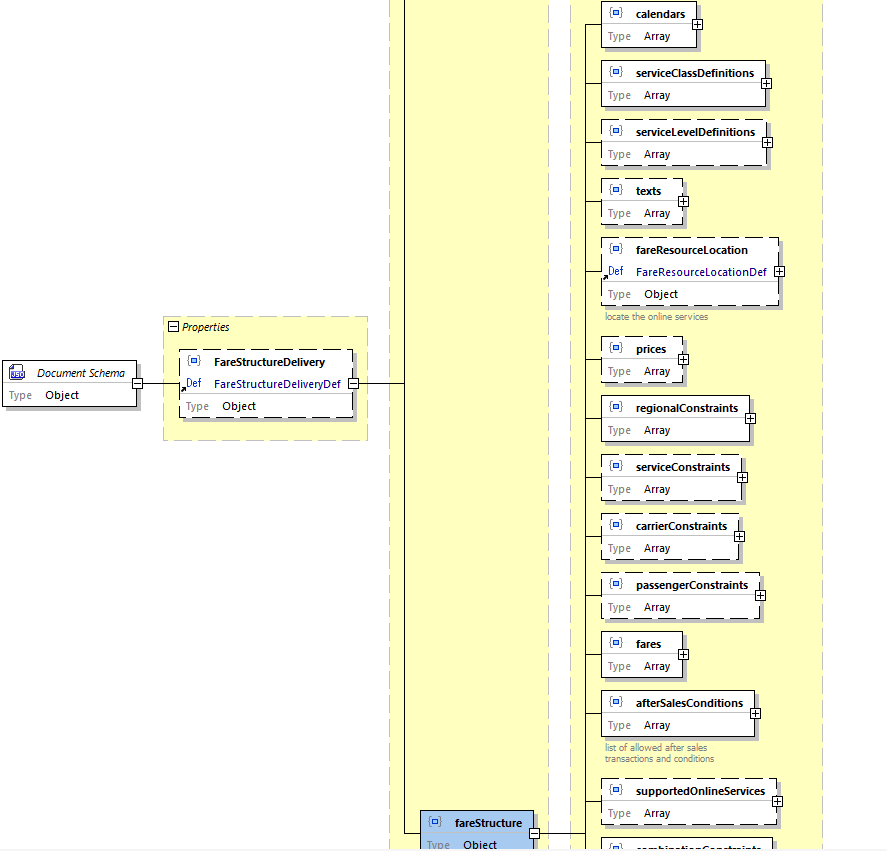 calendars
Type Array
serviceClassDefinitions
Type Array
serviceLevelDefinitions
Type Array
texts
Type Array
fareResourceLocation
Def FareResourceLocationDef
Type Object
locate the online services
Properties
prices
Type Array
FareStructureDelivery
Document Schema
Def FareStructureDeliveryDef
Type Object
Type Object
regionalConstraints
Type Array
serviceConstraints
Type Array
carrierConstraints
Type Array
passengerConstraints
Type Array
fares
Type Array
afterSalesConditions
Type Array
list of allowed after sales
transactions and conditions
supportedOnlineServices
Type Array
fareStructure
Type Object
combinationConstraints